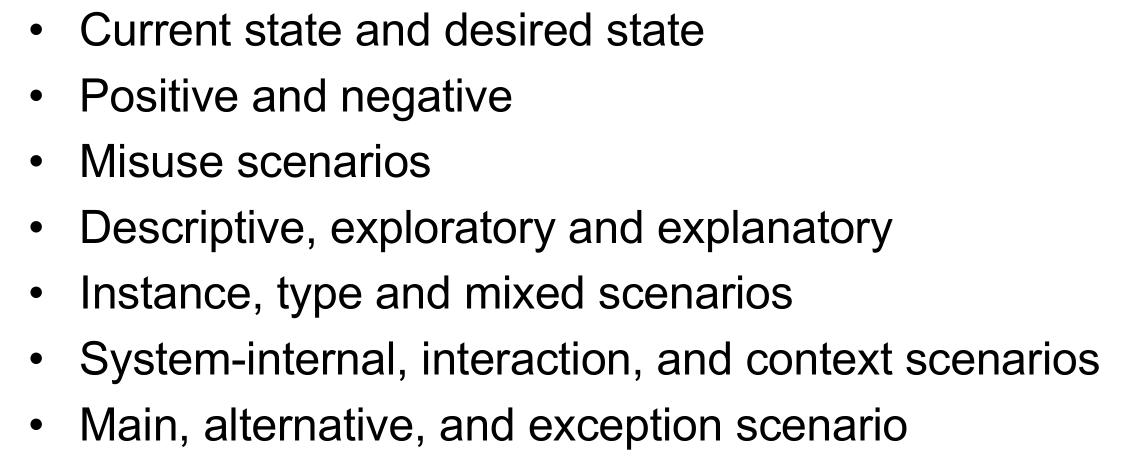 • Current state and desired state
• Positive and negative
• Misuse scenarios
• Descriptive, exploratory and explanatory
• Instance, type and mixed scenarios
• System-internal, interaction, and context scenarios
• Main, alternative, and exception scenario